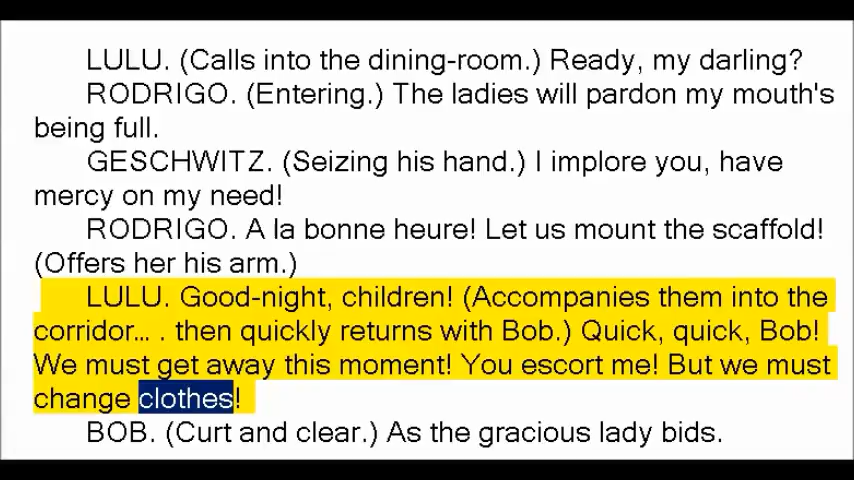 LULU. (Calls into the dining-room.) Ready, my darling?
RODRIGO. (Entering.) The ladies will pardon my mouth's
being full.
GESCHWITZ. (Seizing his hand.) I implore you, have
mercy on my need!
RODRIGO. A la bonne heure! Let us mount the scaffold!
(Offers her his arm.)
LULU. Good-night, children! (Accompanies them into the
corridor... . then quickly returns with Bob.) Quick, quick, Bob!
We must get away this moment! You escort me! But we must
change clothes!
BOB. (Curt and clear.) As the gracious lady bids.